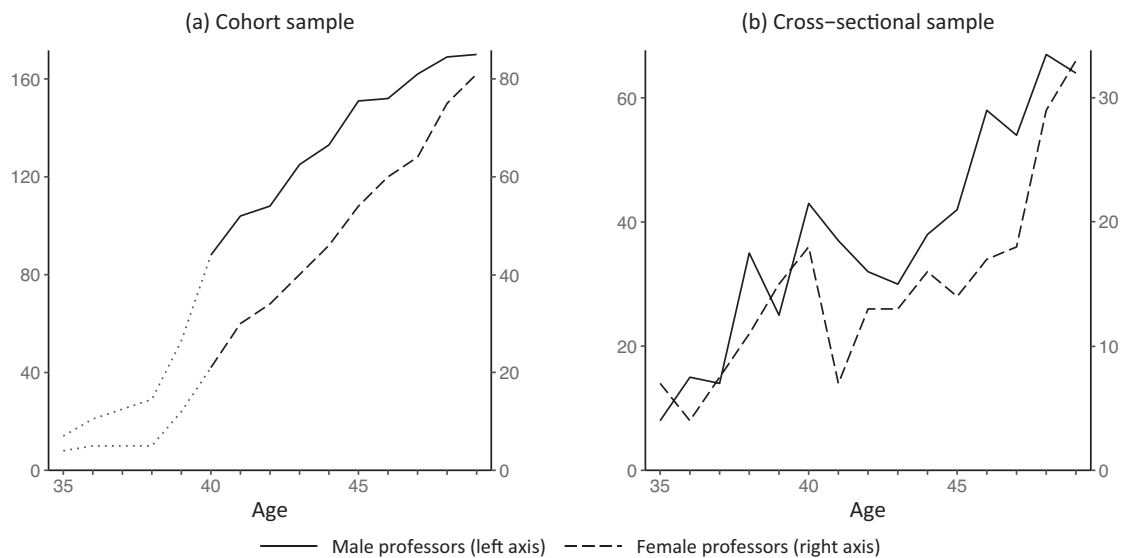 (a) Cohort sample
(b) Cross−sectional sample
160
120
80
40
0
80
60
40
20
0
60
40
20
0
30
20
10
0
35 40 45
35 40 45
Age
Age
Male professors (left axis) Female professors (right axis)